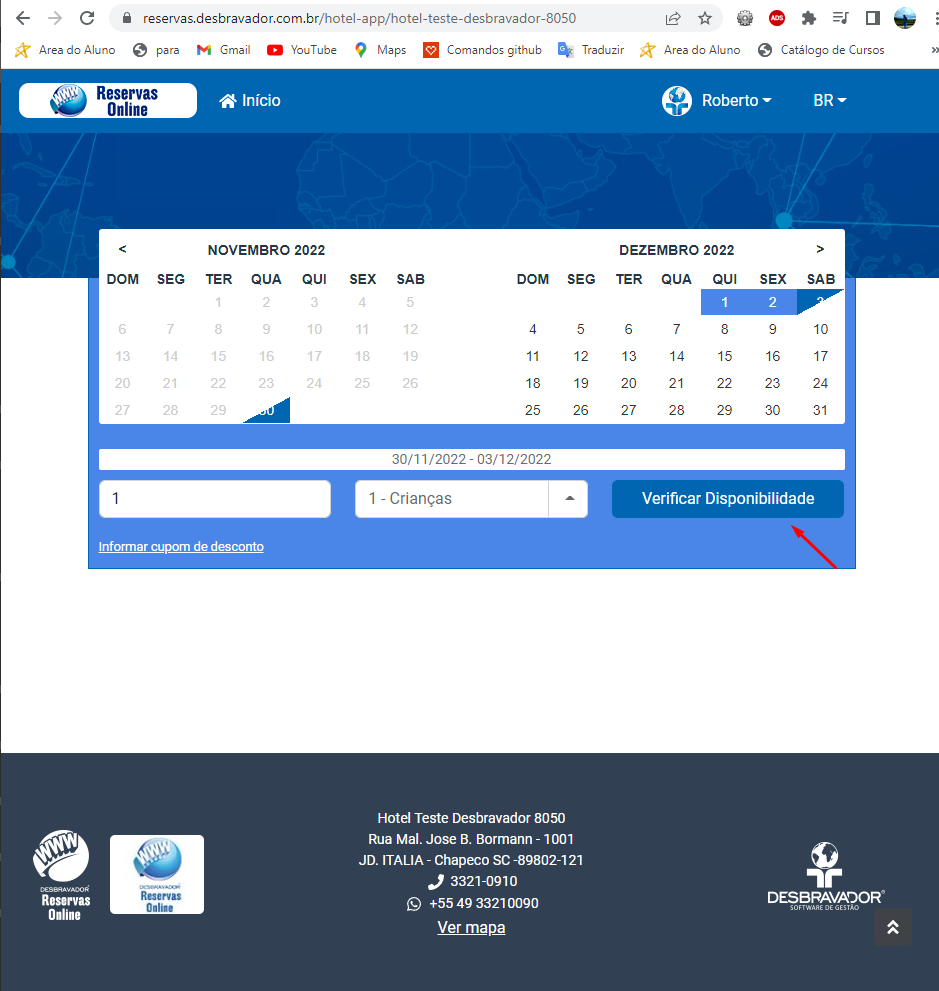 reservas.desbravador.com.br/hotel-app/hotel-teste-desbravador-8050
ADS
Area do Aluno para Gmail YouTube Maps Comandos github Traduzir Area do Aluno Catálogo de Cursos »
WWW Reservas Online Início Roberto BR
< NOVEMBRO 2022 DEZEMBRO 2022 >
DOM SEG TER QUA QUI SEX SAB DOM SEG TER QUA QUI SEX SAB
1 2 3 4 5 1 2 3
6 7 8 9 10 11 12 4 5 6 7 8 9 10
13 14 15 16 17 18 19 11 12 13 14 15 16 17
20 21 22 23 24 25 26 18 19 20 21 22 23 24
27 28 29 30 25 26 27 28 29 30 31
30/11/2022 - 03/12/2022
1 1 - Crianças Verificar Disponibilidade
Informar cupom de desconto
Hotel Teste Desbravador 8050
Rua Mal. Jose B. Bormann - 1001
JD. ITALIA - Chapeco SC -89802-121
3321-0910
+55 49 33210090
Ver mapa
WWW
DESBRAVADOR
Reservas
Online
WWW
DESBRAVADOR
Reservas
Online
DESBRAVADOR®
SOFTWARE DE GESTÃO